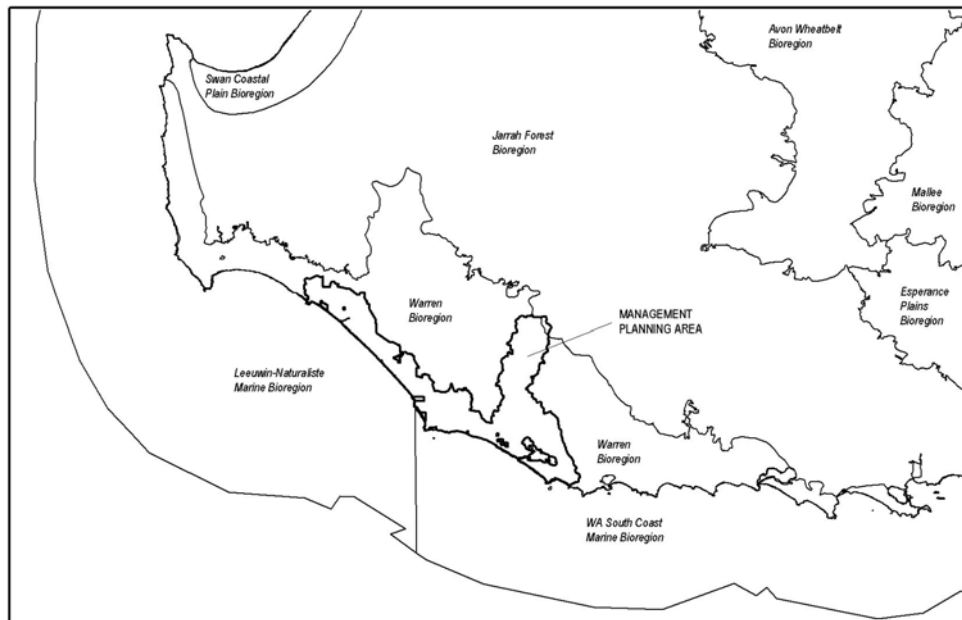 Avon Wheatbelt
Bioregion
Swan Coastal
Plain Bioregion
Jarrah Forest
Bioregion
Mallee
Bioregion
Esperance
Plains
Bioregion
Warren
Bioregion
MANAGEMENT
PLANNING AREA
Leeuwin-Naturaliste
Marine Bioregion
Warren
Bioregion
WA South Coast
Marine Bioregion